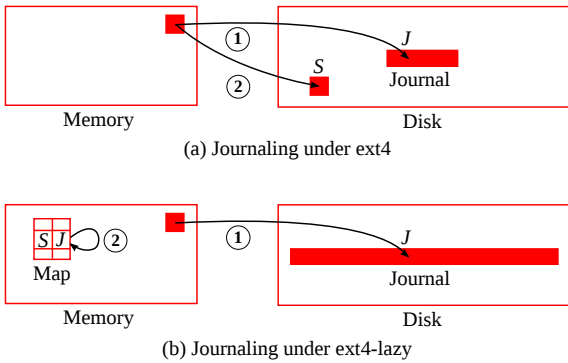 1
J
S
Journal
2
Memory
Disk
(a) Journaling under ext4
S J
2
1
J
Map
Journal
Memory
Disk
(b) Journaling under ext4-lazy